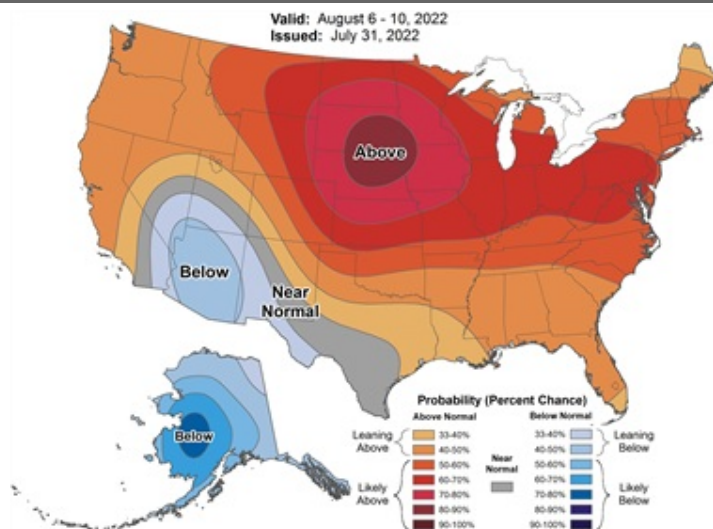 Valid: August 6 - 10, 2022
Issued: July 31, 2022
Above
Below
Near
Normal
Below
Probability (Percent Chance)
Above Normal
Below Normal
Leaning
Above
33-40%
40-50%
50-60%
60-70%
70-80%
80-90%
90-100%
Likely
Above
Near
Normal
33-40%
40-50%
50-60%
60-70%
70-80%
80-90%
90-100%
Leaning
Below
Likely
Below